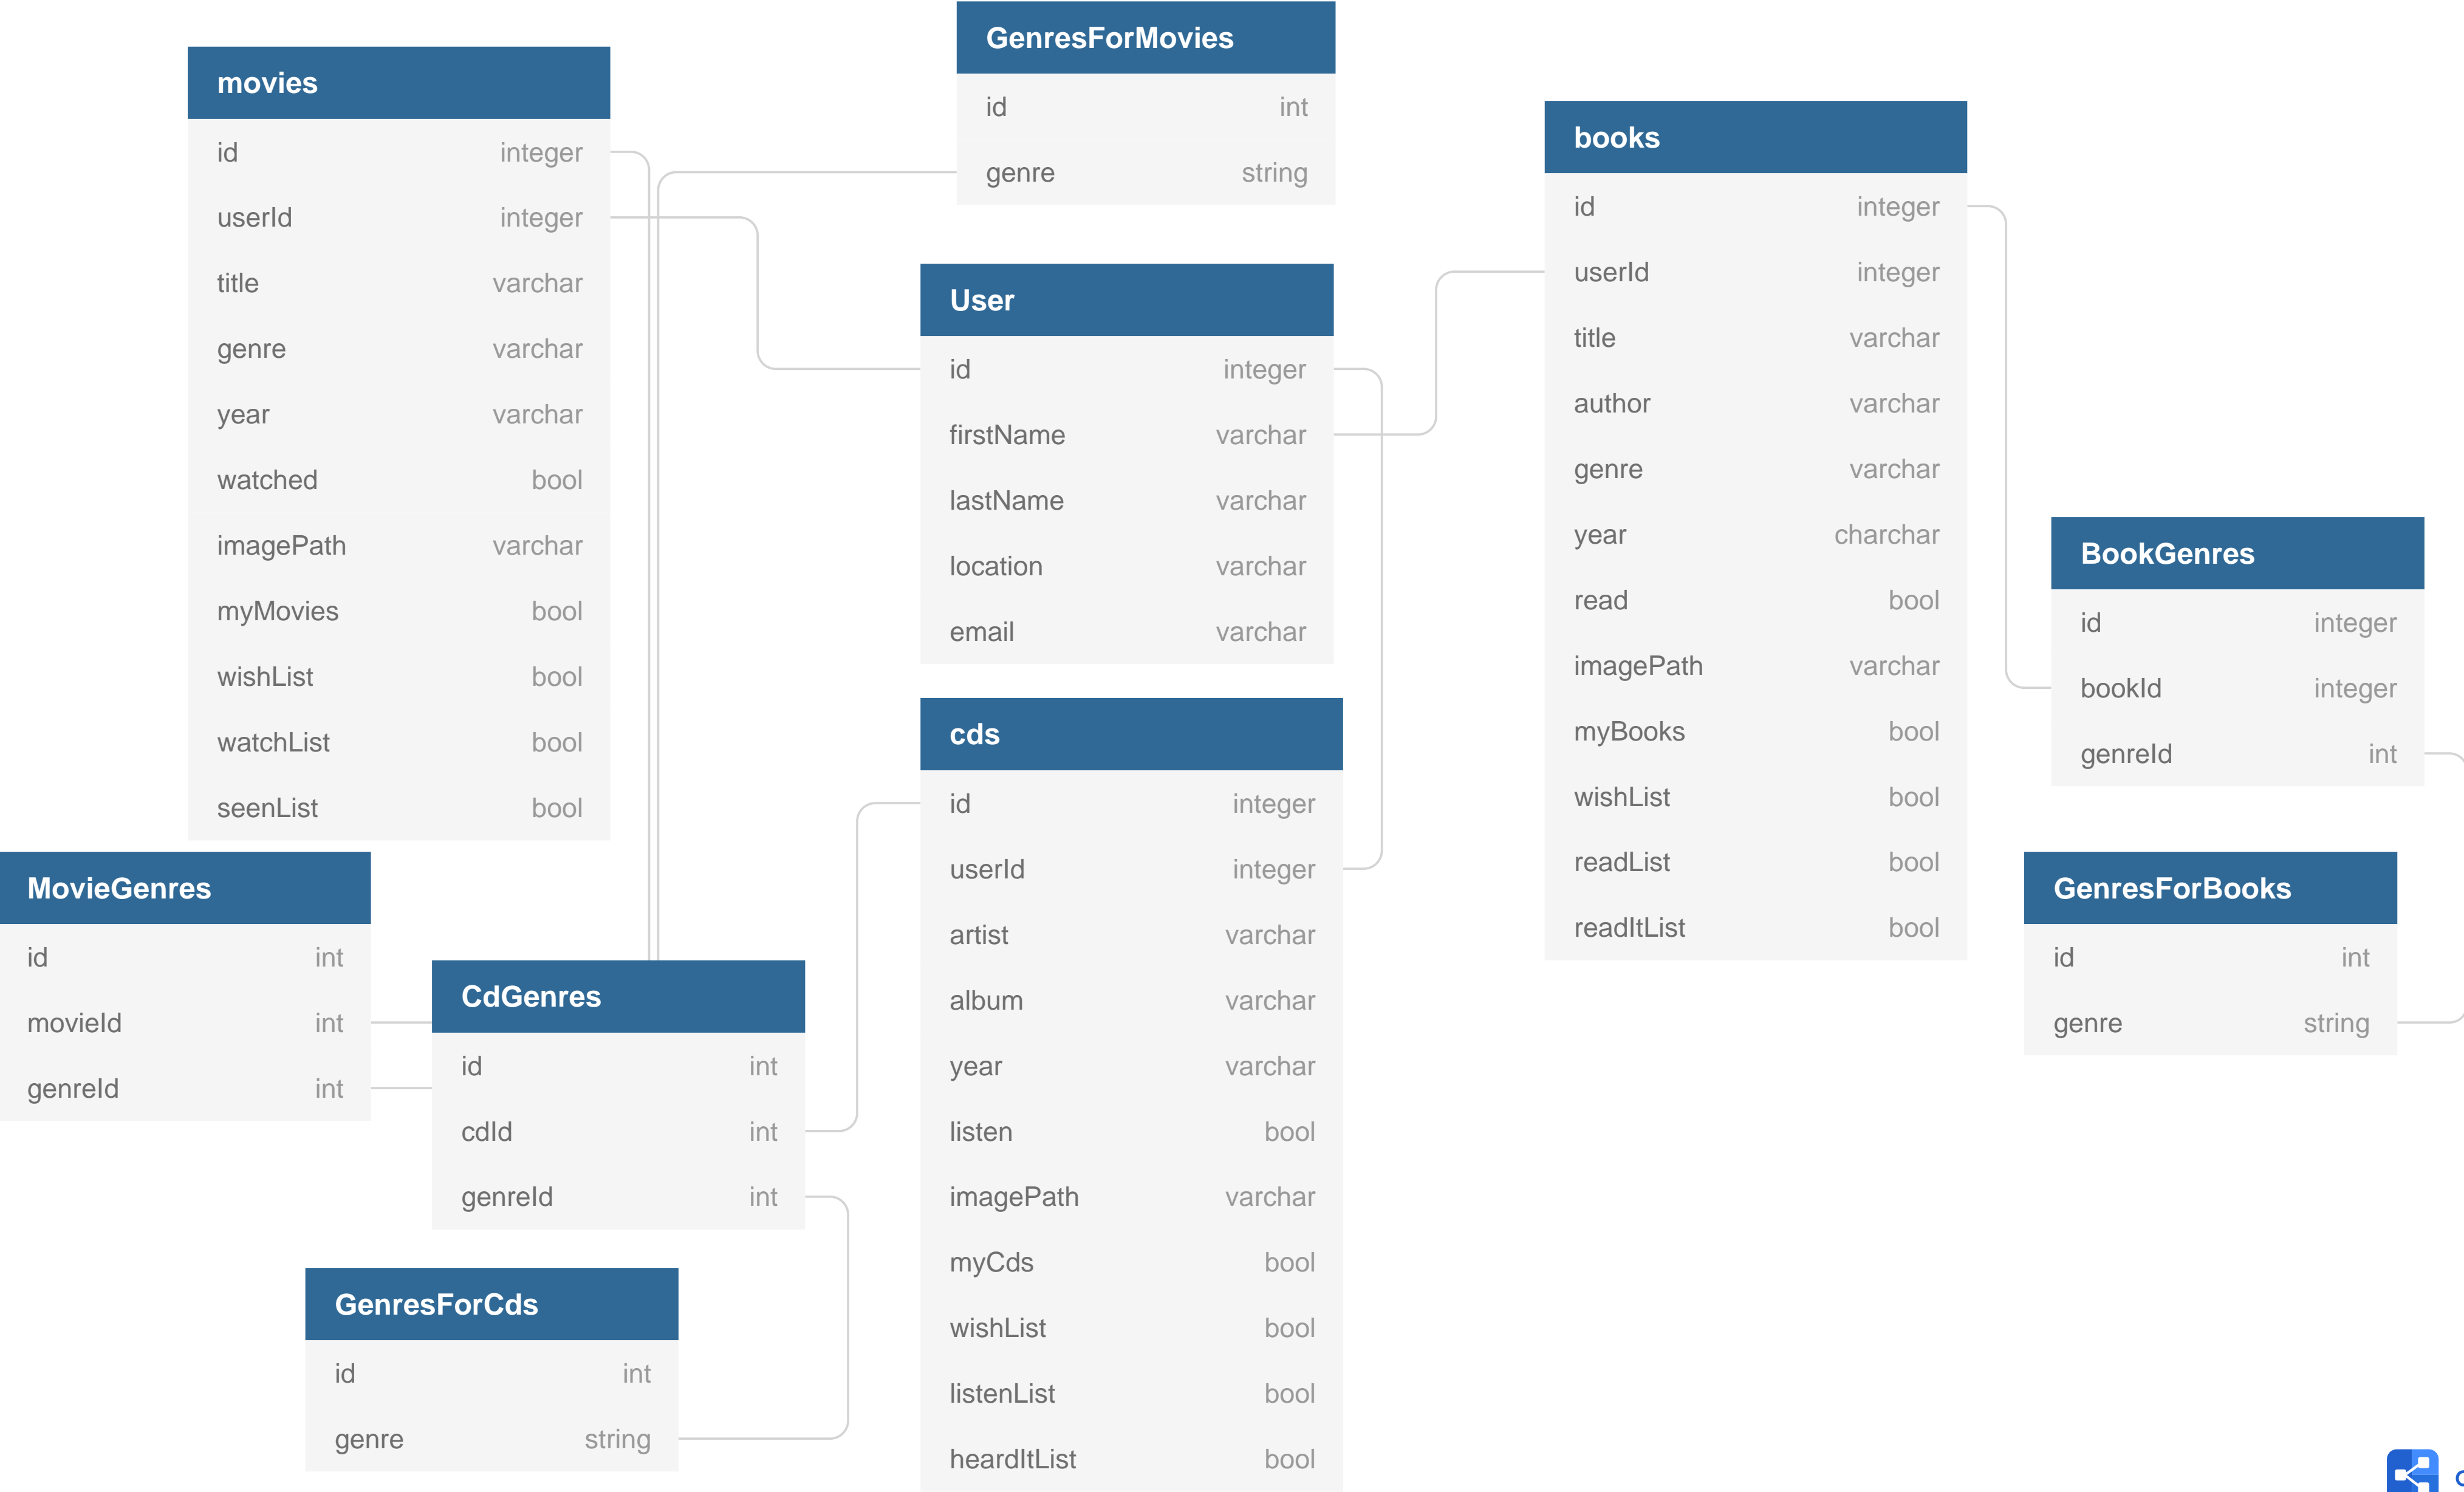 movies
id integer
userId integer
title varchar
genre varchar
year varchar
watched bool
imagePath varchar
myMovies bool
wishList bool
watchList bool
seenList bool
GenresForMovies
id int
genre string
User
id integer
firstName varchar
lastName varchar
location varchar
email varchar
books
id integer
userId integer
title varchar
author varchar
genre varchar
year charchar
read bool
imagePath varchar
myBooks bool
wishList bool
readList bool
readItList bool
BookGenres
id integer
bookId integer
genreId int
GenresForBooks
id int
genre string
cds
id integer
userId integer
artist varchar
album varchar
year varchar
listen bool
imagePath varchar
myCds bool
wishList bool
listenList bool
heardItList bool
MovieGenres
id int
movieId int
genreId int
CdGenres
id int
cdId int
genreId int
GenresForCds
id int
genre string